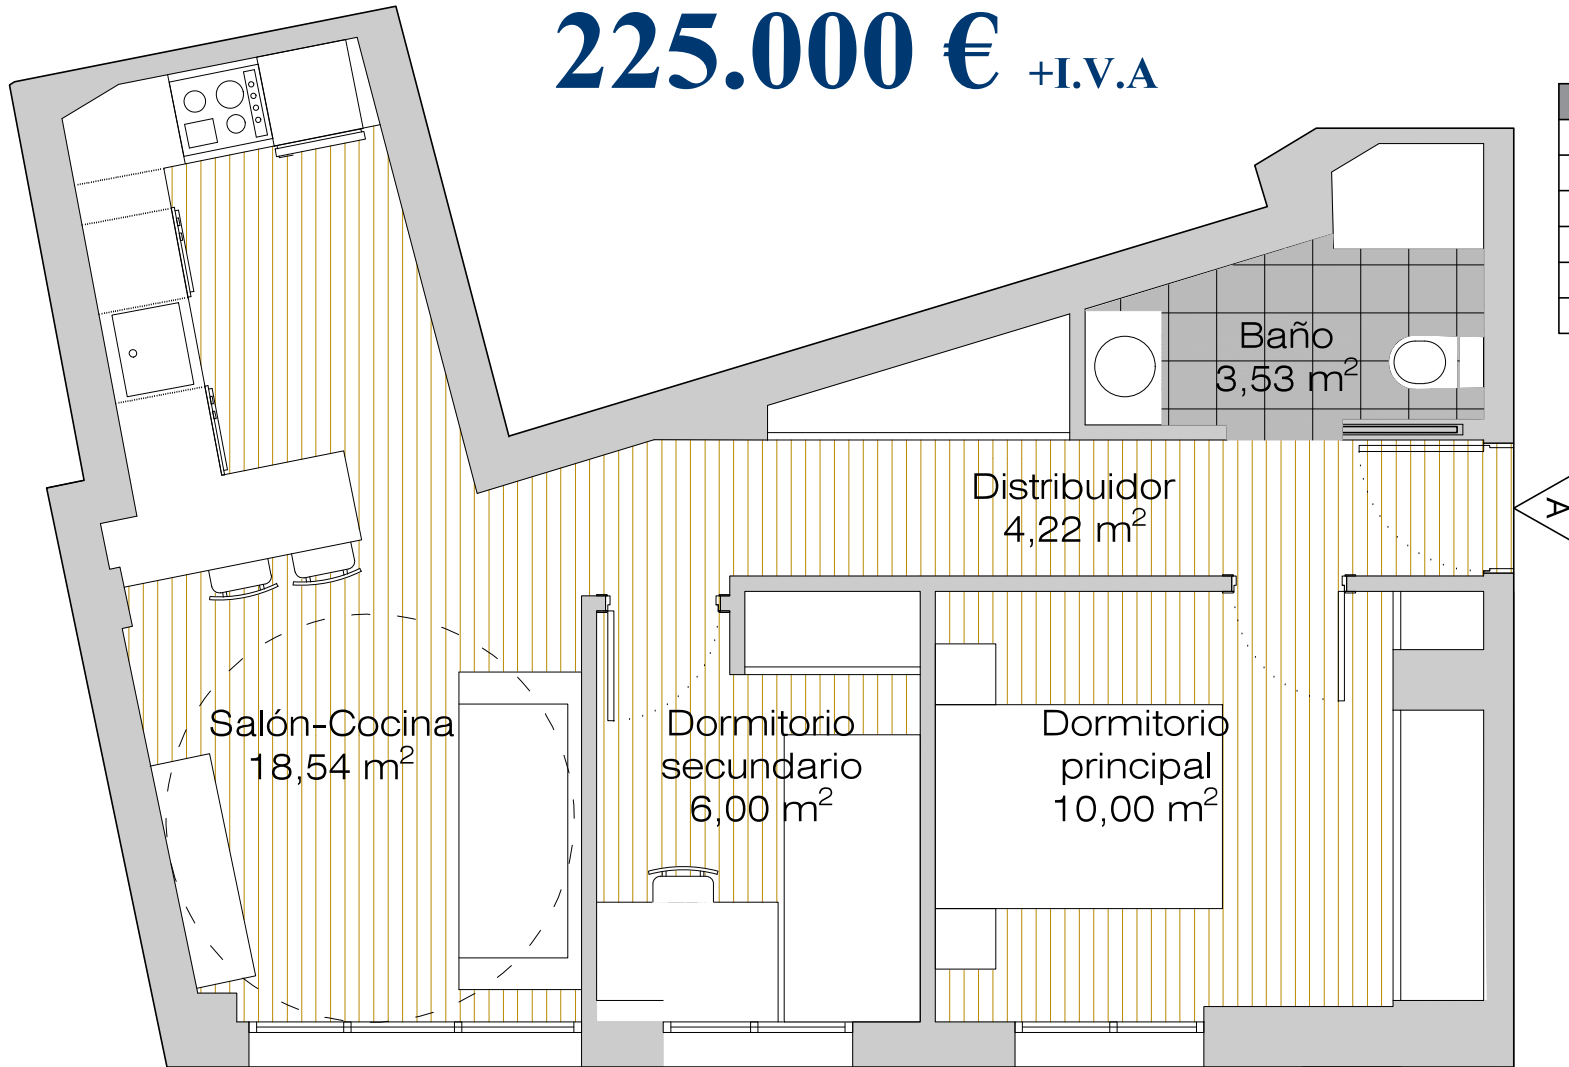 225.000 € +I.V.A
Baño
3,53 m²
Distribuidor
4,22 m²
A
Salón-Cocina
18,54 m²
Dormitorio
secundario
6,00 m²
Dormitorio
principal
10,00 m²